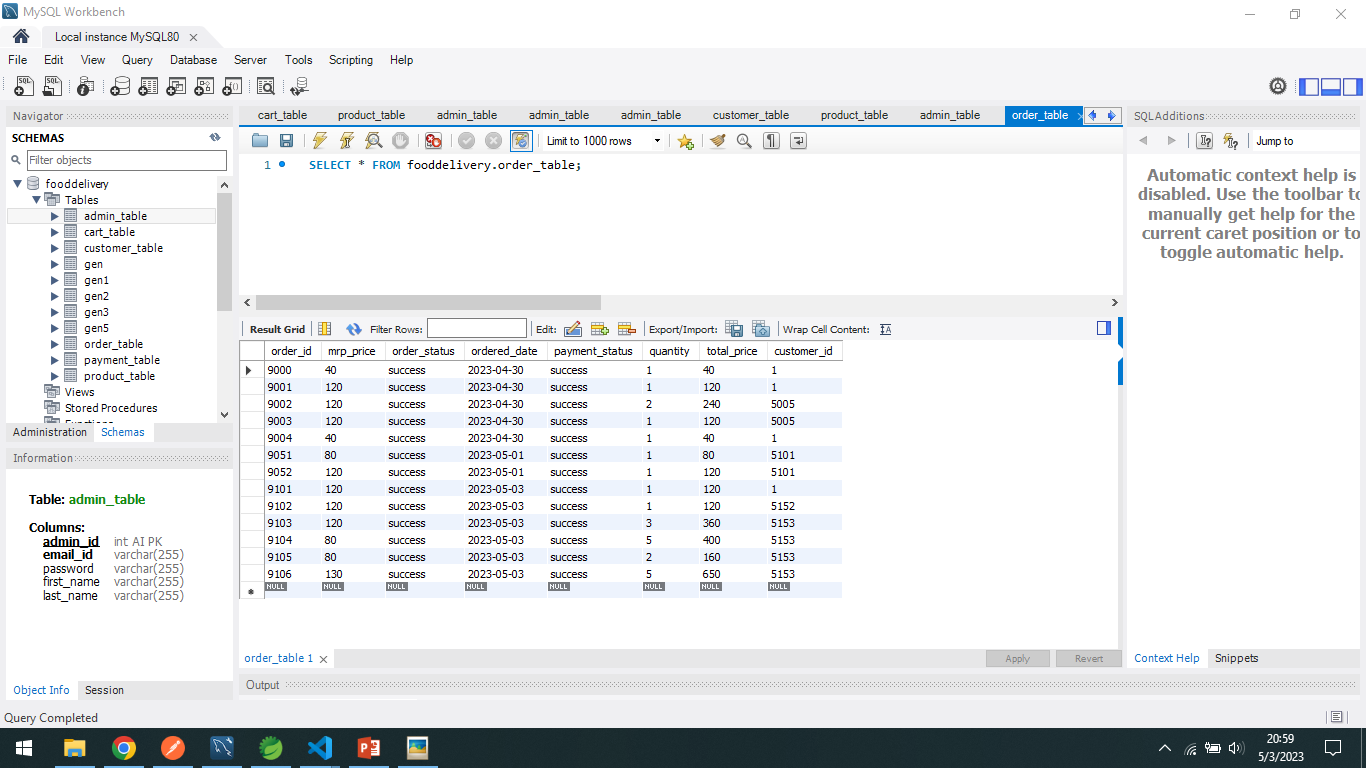 MySQL Workbench
Local instance MySQL80
File Edit View Query Database Server Tools Scripting Help
Navigator
SCHEMAS
Filter objects
fooddelivery
Tables
admin_table
cart_table
customer_table
gen
gen1
gen2
gen3
gen5
order_table
payment_table
product_table
Views
Stored Procedures
Administration Schemas
Information
Table: admin_table
Columns:
admin_id int AI PK
email_id varchar(255)
password varchar(255)
first_name varchar(255)
last_name varchar(255)
Object Info Session
cart_table product_table admin_table admin_table admin_table customer_table product_table admin_table order_table
Limit to 1000 rows
1 SELECT * FROM fooddelivery.order_table;
Result Grid Filter Rows: Edit: Export/Import: Wrap Cell Content:
order_id mrp_price order_status ordered_date payment_status quantity total_price customer_id
9000 40 success 2023-04-30 success 1 40 1
9001 120 success 2023-04-30 success 1 120 1
9002 120 success 2023-04-30 success 2 240 5005
9003 120 success 2023-04-30 success 1 120 5005
9004 40 success 2023-04-30 success 1 40 1
9051 80 success 2023-05-01 success 1 80 5101
9052 120 success 2023-05-01 success 1 120 5101
9101 120 success 2023-05-03 success 1 120 1
9102 120 success 2023-05-03 success 1 120 5152
9103 120 success 2023-05-03 success 3 360 5153
9104 80 success 2023-05-03 success 5 400 5153
9105 80 success 2023-05-03 success 2 160 5153
9106 130 success 2023-05-03 success 5 650 5153
NULL NULL NULL NULL NULL NULL NULL NULL
order_table 1
Apply Revert
Output
SQLAdditions
Jump to
Automatic context help is
disabled. Use the toolbar to
manually get help for the
current caret position or to
toggle automatic help.
Context Help Snippets
Query Completed
20:59
5/3/2023